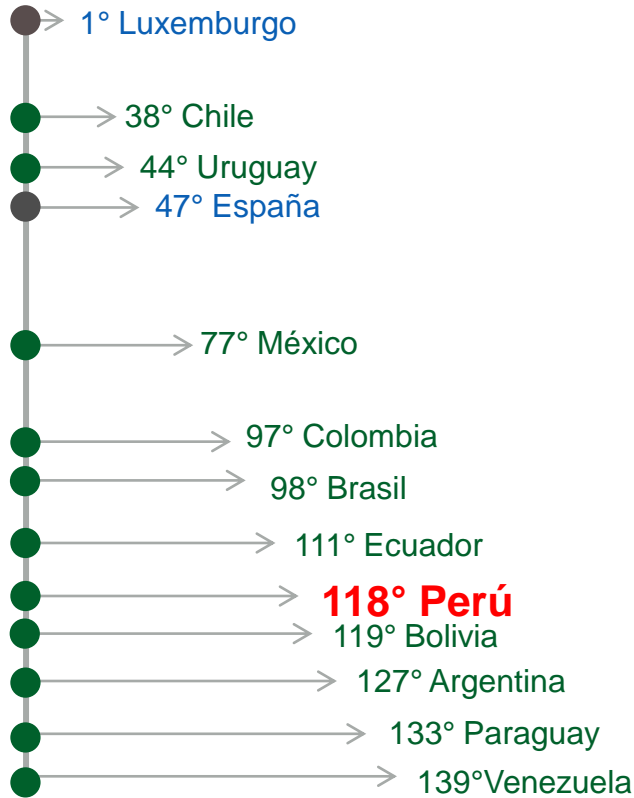 1° Luxemburgo
38° Chile
44° Uruguay
47° España
77° México
97° Colombia
98° Brasil
111° Ecuador
118° Perú
119° Bolivia
127° Argentina
133° Paraguay
139°Venezuela